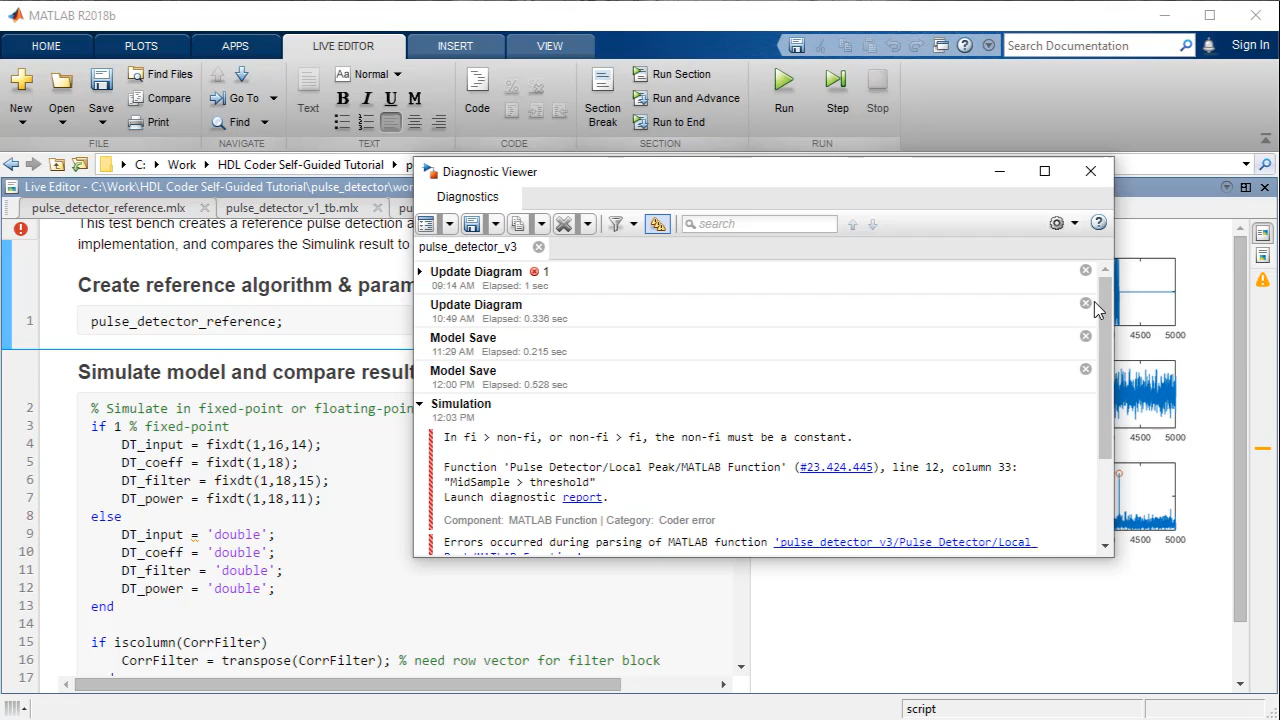 MATLAB R2018b
HOME PLOTS APPS LIVE EDITOR INSERT VIEW
Search Documentation
Sign In
New Open Save
Find Files
Compare
Print
FILE
Go To
Find
NAVIGATE
Text
Normal
B I U M
TEXT
Code
CODE
Section
Break
Run Section
Run and Advance
Run to End
SECTION
Run Step Stop
RUN
C: Work HDL Coder Self-Guided Tutorial
Live Editor - C:\Work\HDL Coder Self-Guided Tutorial\pulse_detector\wor
pulse_detector_reference.mlx pulse_detector_v1_tb.mlx pu
This test bench creates a reference pulse detection a
implementation, and compares the Simulink result to
Create reference algorithm & param
1 pulse_detector_reference;
Simulate model and compare result
2 % Simulate in fixed-point or floating-poin
3 if 1 % fixed-point
4 DT_input = fixdt(1,16,14);
5 DT_coeff = fixdt(1,18);
6 DT_filter = fixdt(1,18,15);
7 DT_power = fixdt(1,18,11);
8 else
9 DT_input = 'double';
10 DT_coeff = 'double';
11 DT_filter = 'double';
12 DT_power = 'double';
13 end
14
15 if iscolumn(CorrFilter)
16 CorrFilter = transpose(CorrFilter); % need row vector for filter block
17
Diagnostic Viewer
Diagnostics
search
pulse_detector_v3
Update Diagram 1
09:14 AM Elapsed: 1 sec
Update Diagram
10:49 AM Elapsed: 0.336 sec
Model Save
11:29 AM Elapsed: 0.215 sec
Model Save
12:00 PM Elapsed: 0.528 sec
Simulation
12:03 PM
In fi > non-fi, or non-fi > fi, the non-fi must be a constant.
Function 'Pulse Detector/Local Peak/MATLAB Function' (#23.424.445), line 12, column 33:
"MidSample > threshold"
Launch diagnostic report.
Component: MATLAB Function | Category: Coder error
Errors occurred during parsing of MATLAB function 'pulse_detector_v3/Pulse Detector/Local
4500 5000
4500 5000
4500 5000
script